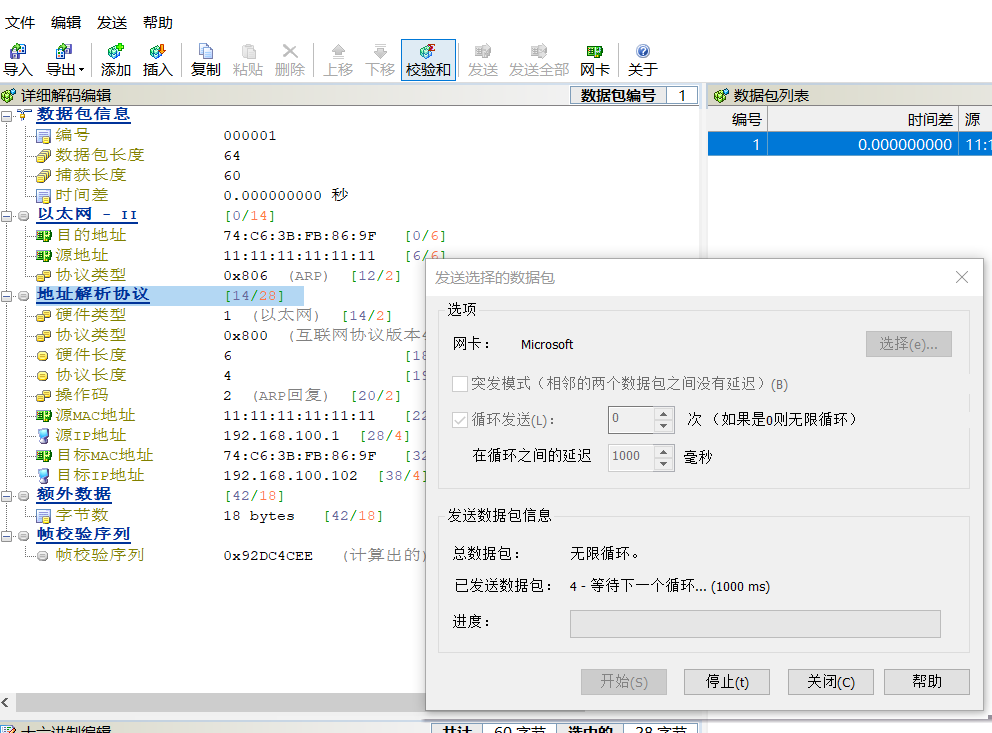 文件 编辑 发送 帮助
导入 导出 添加 插入 复制 粘贴 删除 上移 下移 校验和 发送 发送全部 网卡 关于
详细解码编辑 数据包编号 1
数据包信息
编号 000001
数据包长度 64
捕获长度 60
时间差 0.000000000 秒
以太网 - II [0/14]
目的地址 74:C6:3B:FB:86:9F [0/6]
源地址 11:11:11:11:11:11 [6/6]
协议类型 0x806 (ARP) [12/2]
地址解析协议 [14/28]
硬件类型 1 (以太网) [14/2]
协议类型 0x800 (互联网协议版本4
硬件长度 6 [18
协议长度 4 [19
操作码 2 (ARP回复) [20/2]
源MAC地址 11:11:11:11:11:11 [22
源IP地址 192.168.100.1 [28/4]
目标MAC地址 74:C6:3B:FB:86:9F [32
目标IP地址 192.168.100.102 [38/4]
额外数据 [42/18]
字节数 18 bytes [42/18]
帧校验序列
帧校验序列 0x92DC4CEE (计算出的)
数据包列表
编号 时间差 源
1 0.000000000 11:1
发送选择的数据包
选项
网卡: Microsoft 选择(e)...
突发模式（相邻的两个数据包之间没有延迟）(B)
循环发送(L): 0 次（如果是0则无限循环）
在循环之间的延迟 1000 毫秒
发送数据包信息
总数据包: 无限循环。
已发送数据包: 4 - 等待下一个循环... (1000 ms)
进度:
开始(S) 停止(t) 关闭(C) 帮助
十六进制编辑 共计 60 字节 选中的 28 字节